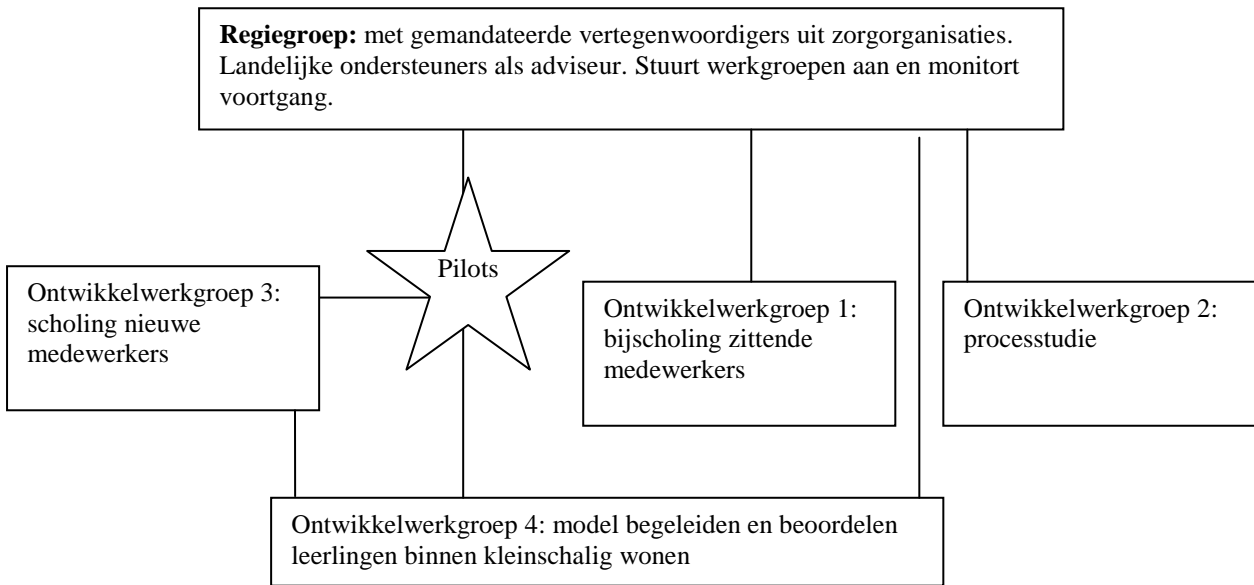 Regiegroep: met gemandateerde vertegenwoordigers uit zorgorganisaties.
Landelijke ondersteuners als adviseur. Stuurt werkgroepen aan en monitort
voortgang.
Pilots
Ontwikkelwerkgroep 3:
scholing nieuwe
medewerkers
Ontwikkelwerkgroep 1:
bijscholing zittende
medewerkers
Ontwikkelwerkgroep 2:
processtudie
Ontwikkelwerkgroep 4: model begeleiden en beoordelen
leerlingen binnen kleinschalig wonen